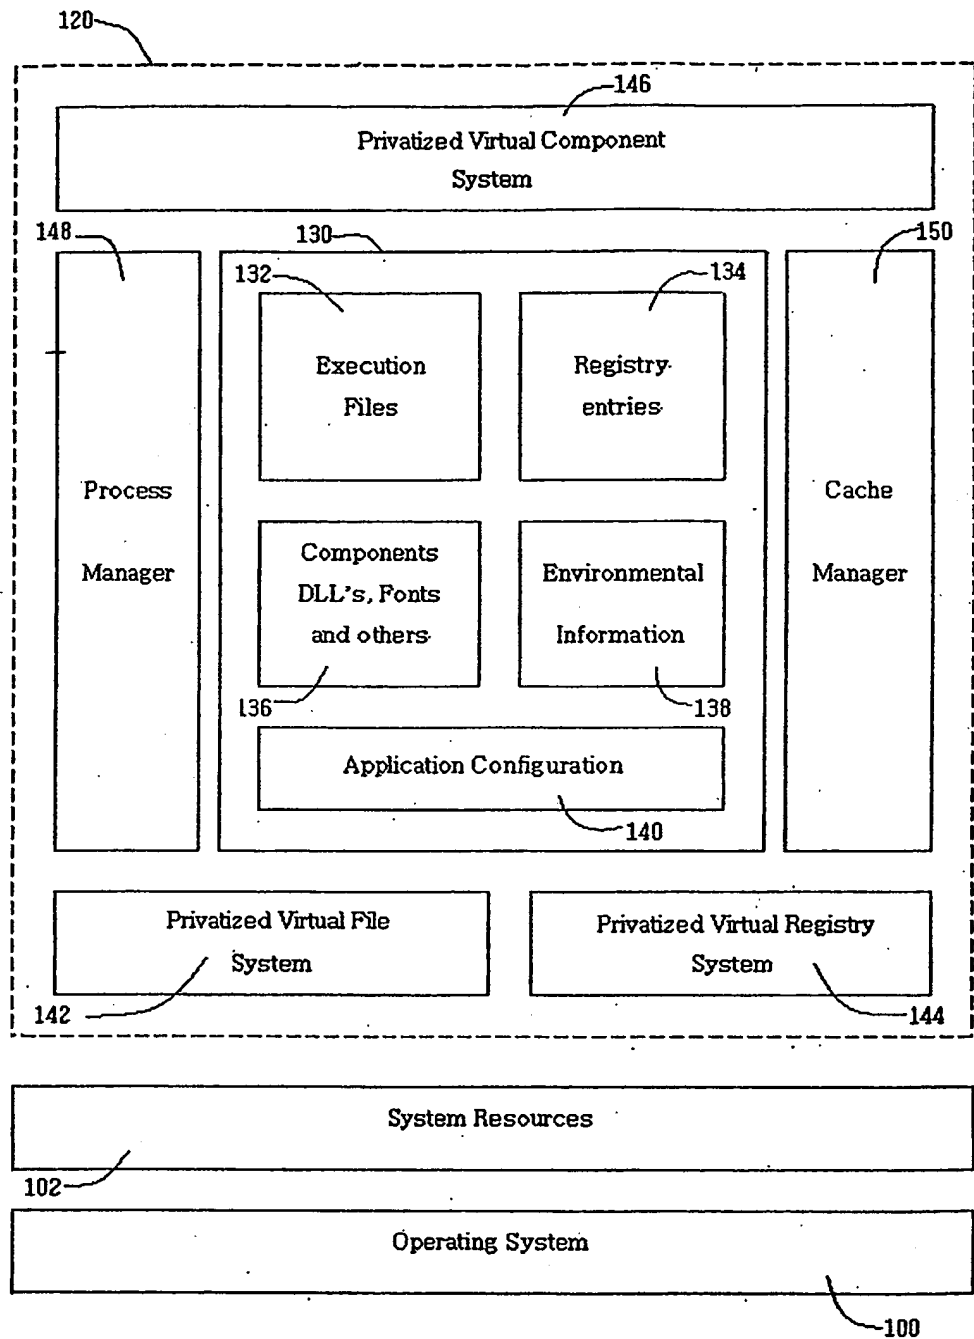 120
146
Privatized Virtual Component
System
148
130
150
132
134
Execution
Files
Registry
entries
Process
Manager
Cache
Manager
Components
DLL's, Fonts
and others
Environmental
Information
136
138
Application Configuration
140
Privatized Virtual File
System
Privatized Virtual Registry
System
142
144
System Resources
102
Operating System
100